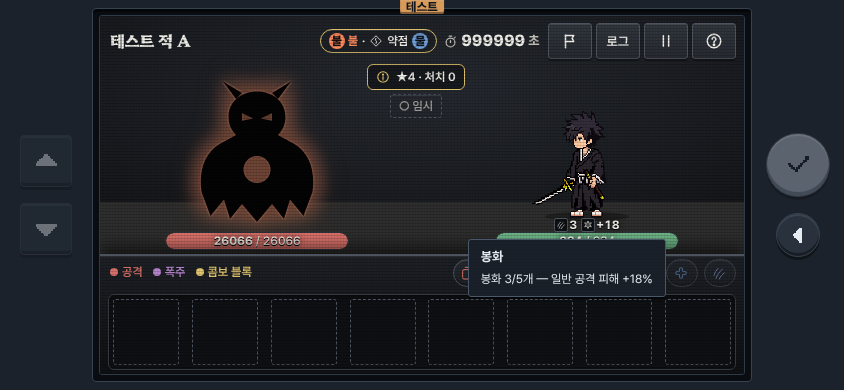 테스트
테스트 적 A
불 불 · 약점 물
999999 초
로그
★4 · 처치 0
임시
3 +18
26066 / 26066
봉화
봉화 3/5개 — 일반 공격 피해 +18%
공격 폭주 콤보 블록